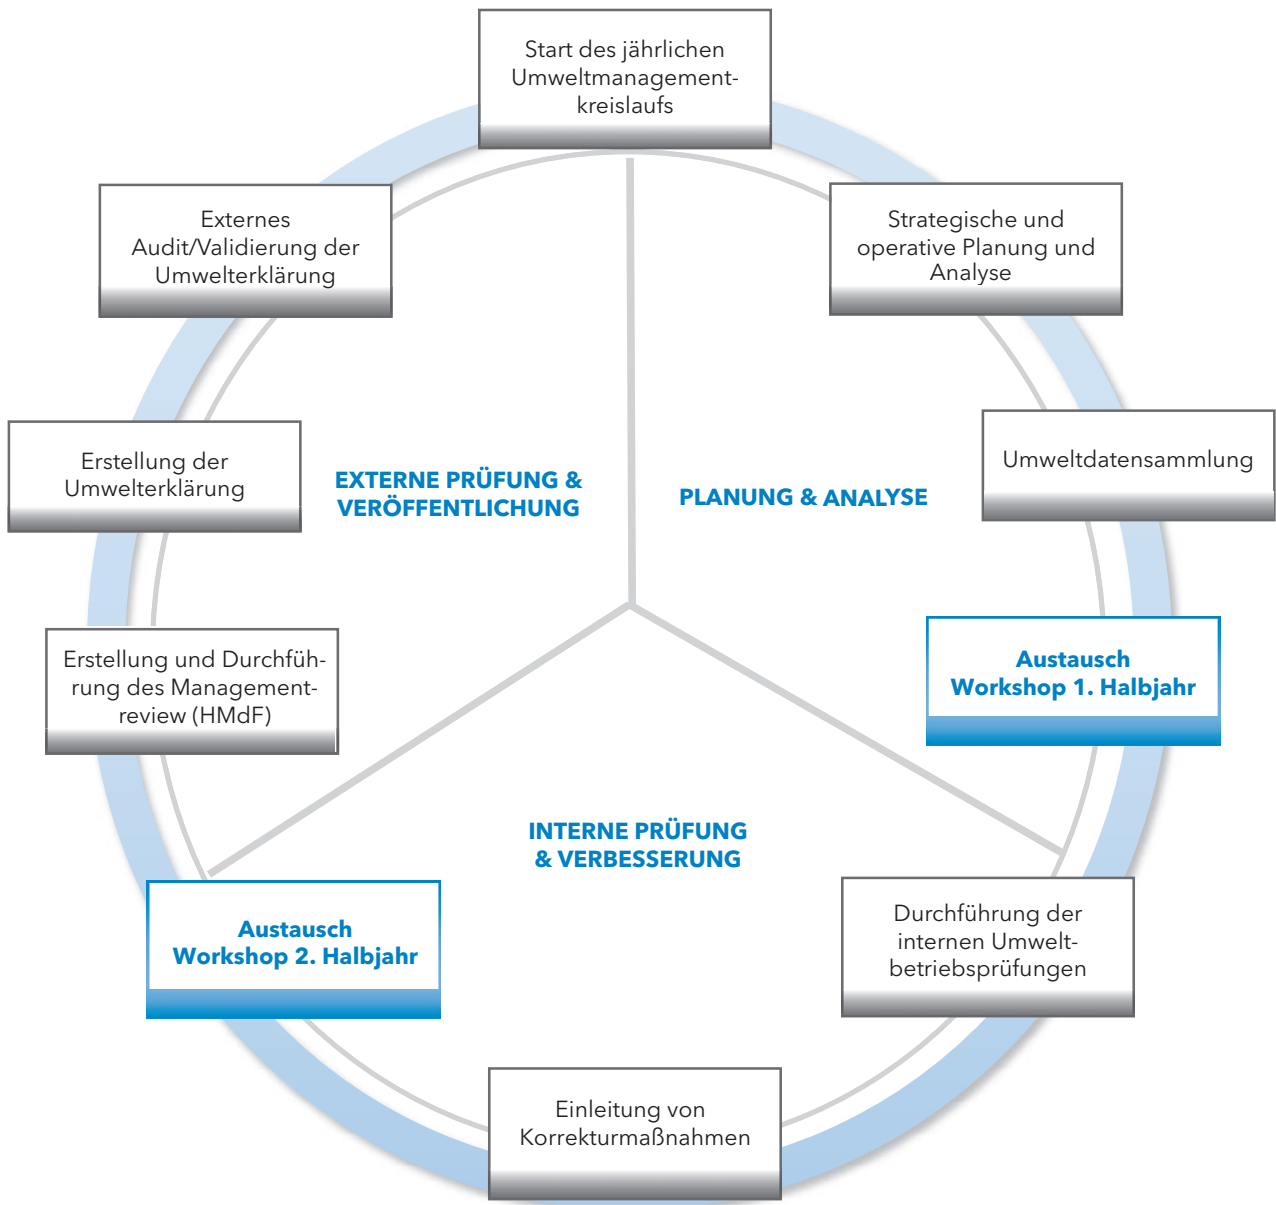 Start des jährlichen
Umweltmanagement-
kreislaufs
Strategische und
operative Planung und
Analyse
Umweltdatensammlung
Austausch
Workshop 1. Halbjahr
Durchführung der
internen Umwelt-
betriebsprüfungen
Einleitung von
Korrekturmaßnahmen
Austausch
Workshop 2. Halbjahr
Erstellung und Durchfüh-
rung des Management-
review (HMdF)
Erstellung der
Umwelterklärung
Externes
Audit/Validierung der
Umwelterklärung
EXTERNE PRÜFUNG &
VERÖFFENTLICHUNG
PLANUNG & ANALYSE
INTERNE PRÜFUNG
& VERBESSERUNG